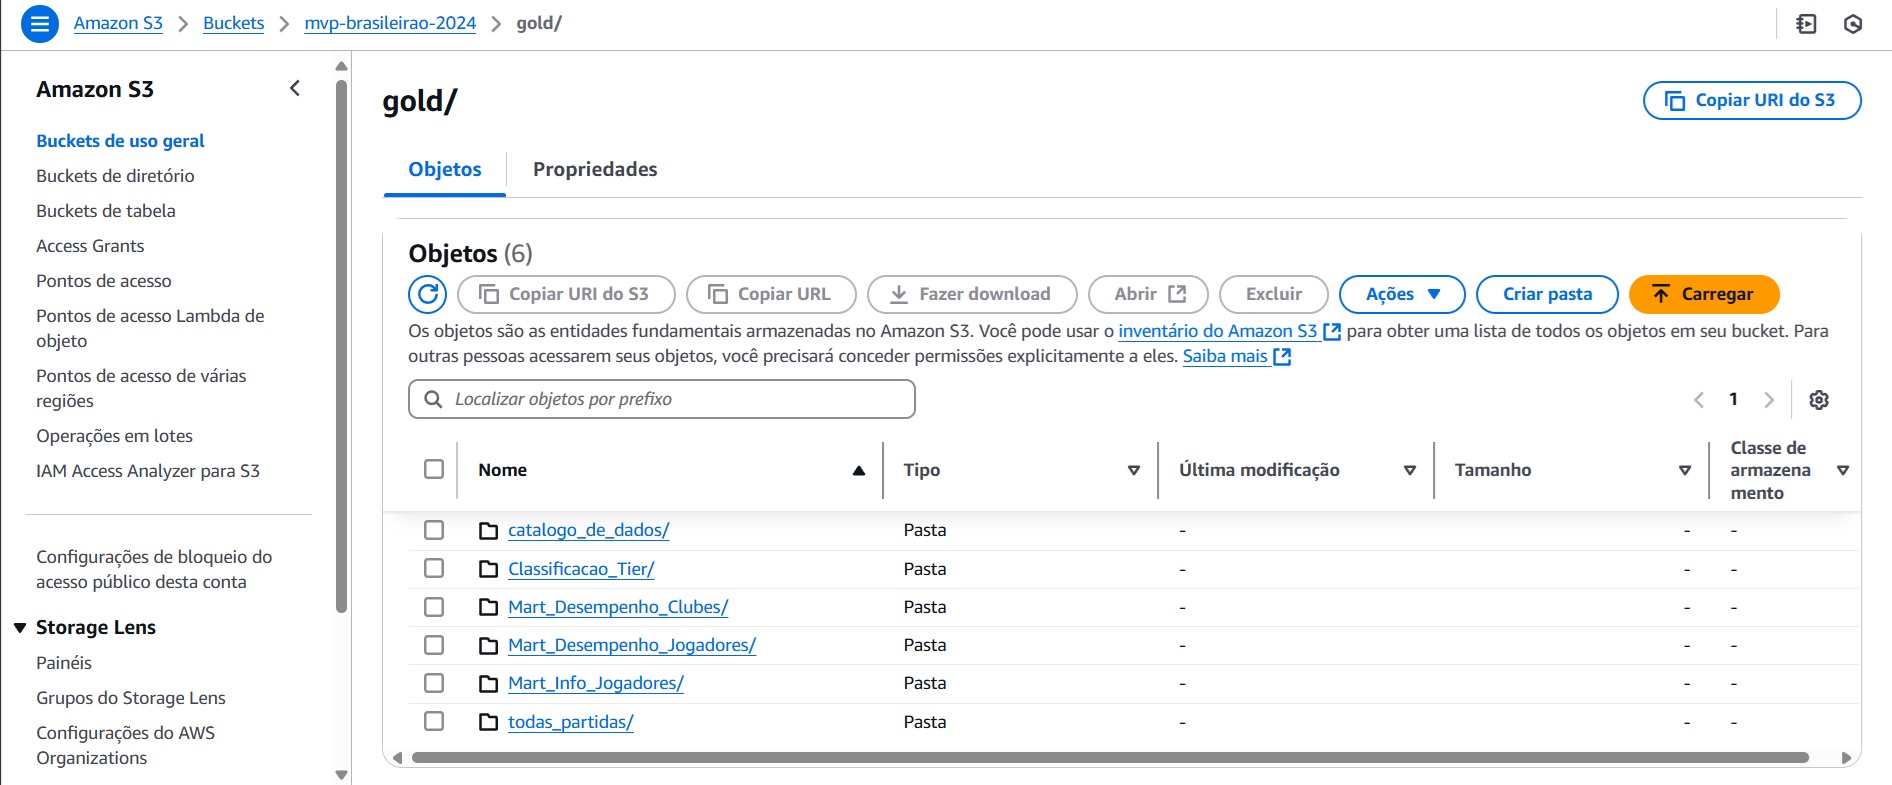 Amazon S3 > Buckets > mvp-brasileirao-2024 > gold/
Amazon S3
Buckets de uso geral
Buckets de diretório
Buckets de tabela
Access Grants
Pontos de acesso
Pontos de acesso Lambda de
objeto
Pontos de acesso de várias
regiões
Operações em lotes
IAM Access Analyzer para S3
Configurações de bloqueio do
acesso público desta conta
Storage Lens
Painéis
Grupos do Storage Lens
Configurações do AWS
Organizations
gold/
Copiar URI do S3
Objetos Propriedades
Objetos (6)
Copiar URI do S3 Copiar URL Fazer download Abrir Excluir Ações Criar pasta Carregar
Os objetos são as entidades fundamentais armazenadas no Amazon S3. Você pode usar o inventário do Amazon S3 para obter uma lista de todos os objetos em seu bucket. Para
outras pessoas acessarem seus objetos, você precisará conceder permissões explicitamente a eles. Saiba mais
Localizar objetos por prefixo
1
Nome Tipo Última modificação Tamanho Classe de
armazena
mento
catalogo_de_dados/ Pasta - - -
Classificacao_Tier/ Pasta - - -
Mart_Desempenho_Clubes/ Pasta - - -
Mart_Desempenho_Jogadores/ Pasta - - -
Mart_Info_Jogadores/ Pasta - - -
todas_partidas/ Pasta - - -